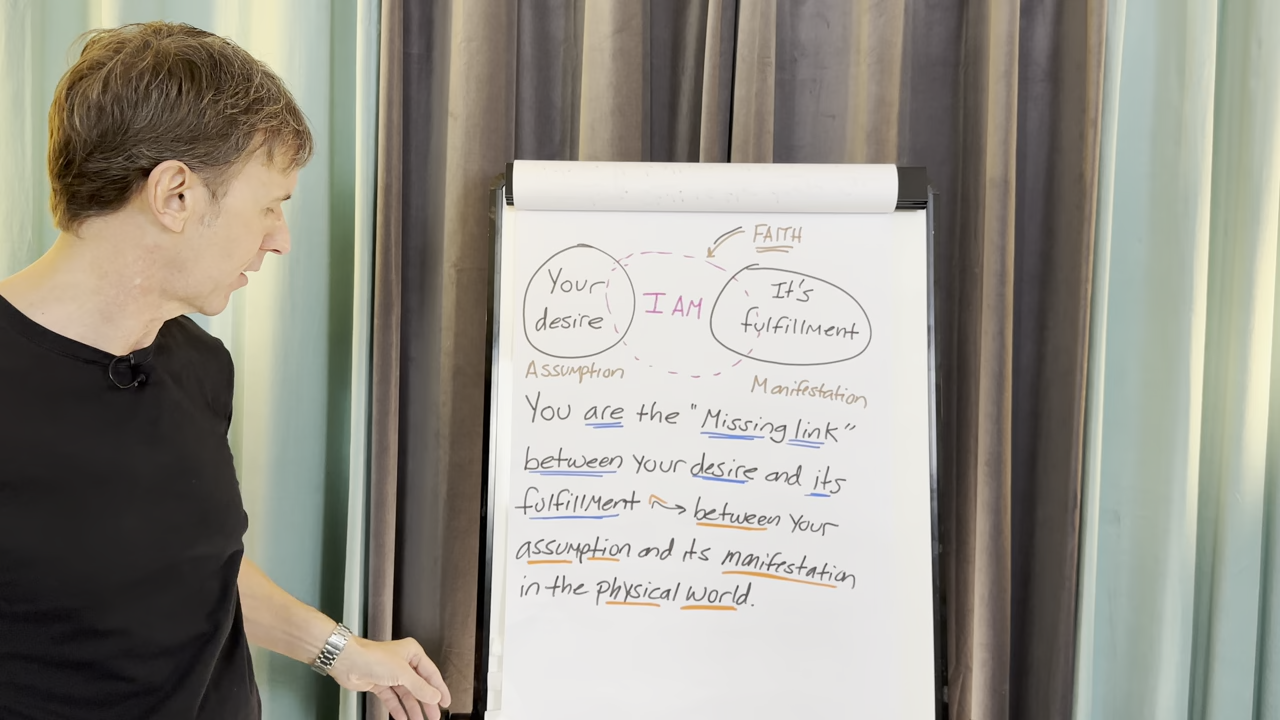 FAITH
Your
desire
I AM
It's
fulfillment
Assumption
Manifestation
You are the "Missing link"
between your desire and its
fulfillment ↔ between your
assumption and its manifestation
in the physical world.